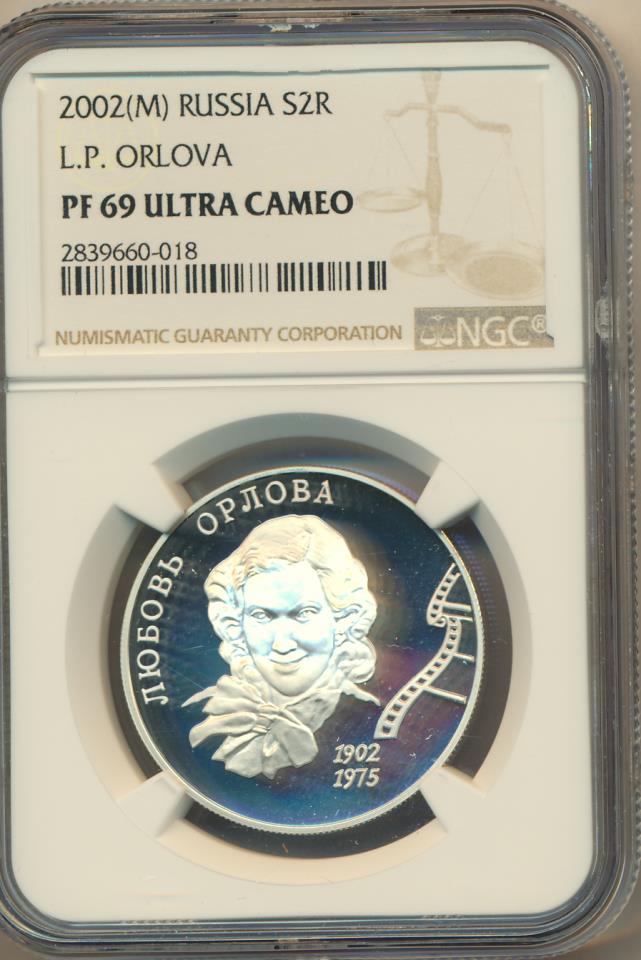 2002(M) RUSSIA S2R
L.P. ORLOVA
PF 69 ULTRA CAMEO
2839660-018
NUMISMATIC GUARANTY CORPORATION
NGC®
ЛЮБОВЬ ОРЛОВА
1902
1975